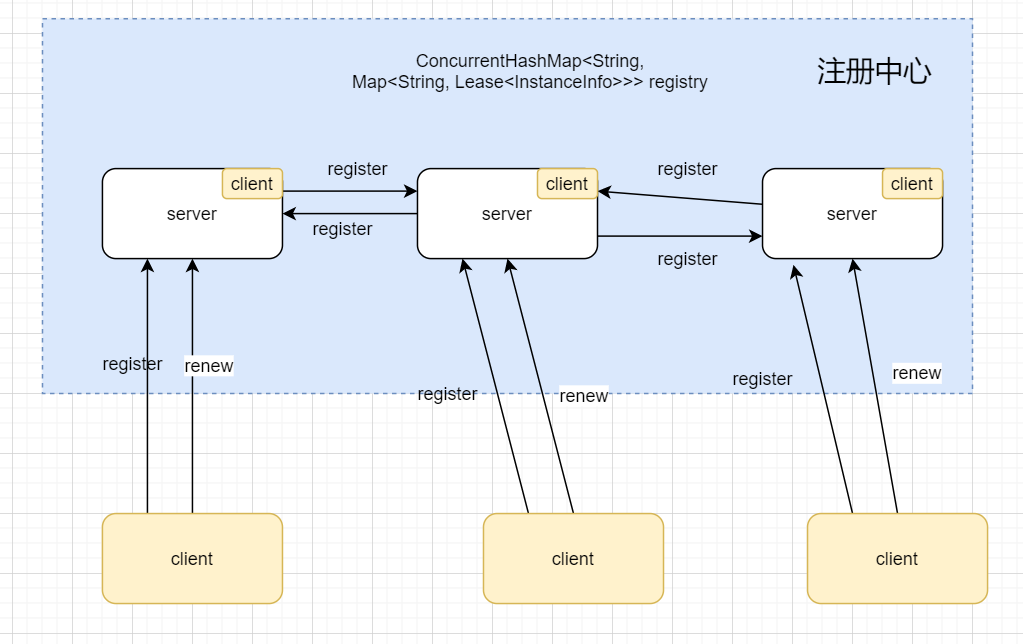 ConcurrentHashMap<String,
Map<String, Lease<InstanceInfo>>> registry
注册中心
client
server
register
register
client
server
register
register
client
server
register
renew
register
renew
register
renew
client
client
client